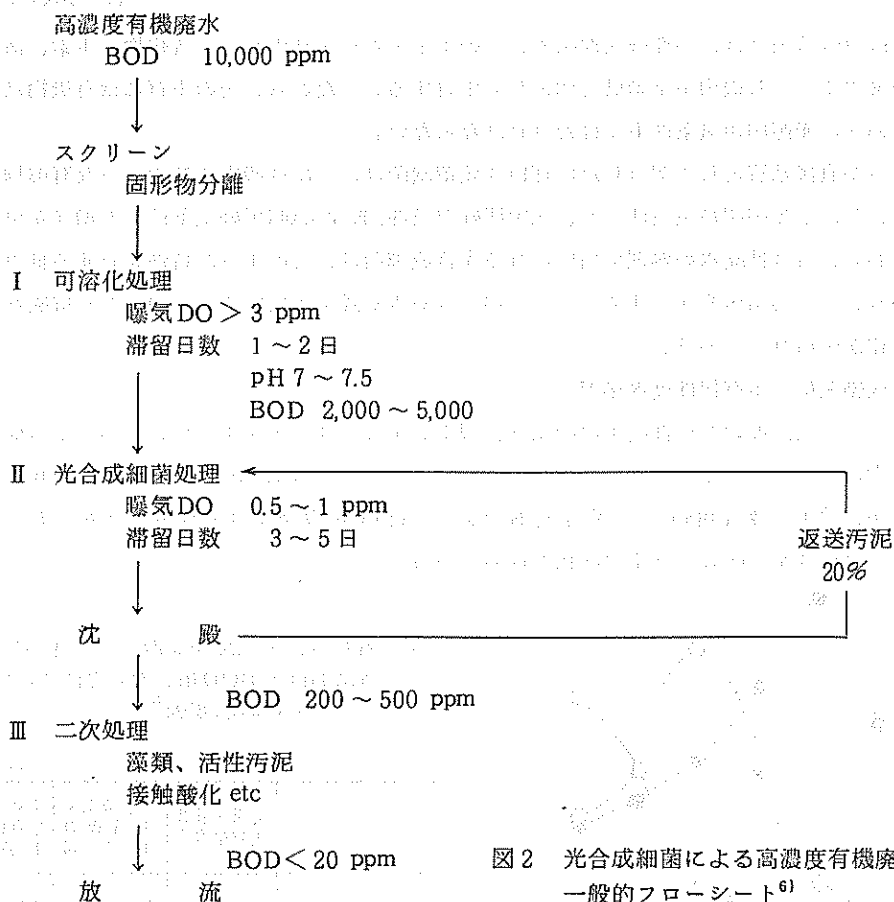 高濃度有機廃水
BOD 10,000 ppm
スクリーン
固形物分離
Ⅰ 可溶化処理
曝気DO > 3 ppm
滞留日数 1~2日
pH 7~7.5
BOD 2,000~5,000
Ⅱ 光合成細菌処理
曝気DO 0.5~1 ppm
滞留日数 3~5日
返送汚泥
20%
沈殿
BOD 200~500 ppm
Ⅲ 二次処理
藻類、活性汚泥
接触酸化 etc
BOD<20 ppm
放流
図2 光合成細菌による高濃度有機廃
一般的フローシート6)